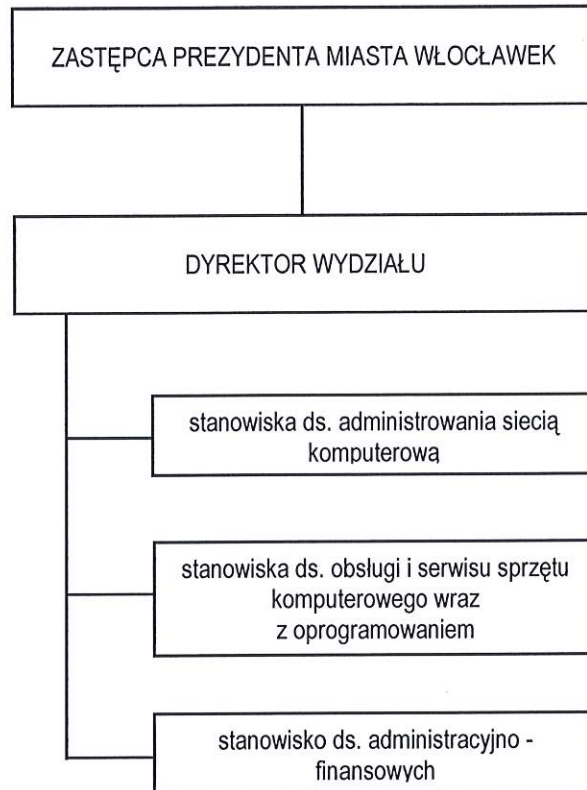 ZASTĘPCA PREZYDENTA MIASTA WŁOCŁAWEK
DYREKTOR WYDZIAŁU
stanowiska ds. administrowania siecią
komputerową
stanowiska ds. obsługi i serwisu sprzętu
komputerowego wraz
z oprogramowaniem
stanowisko ds. administracyjno -
finansowych